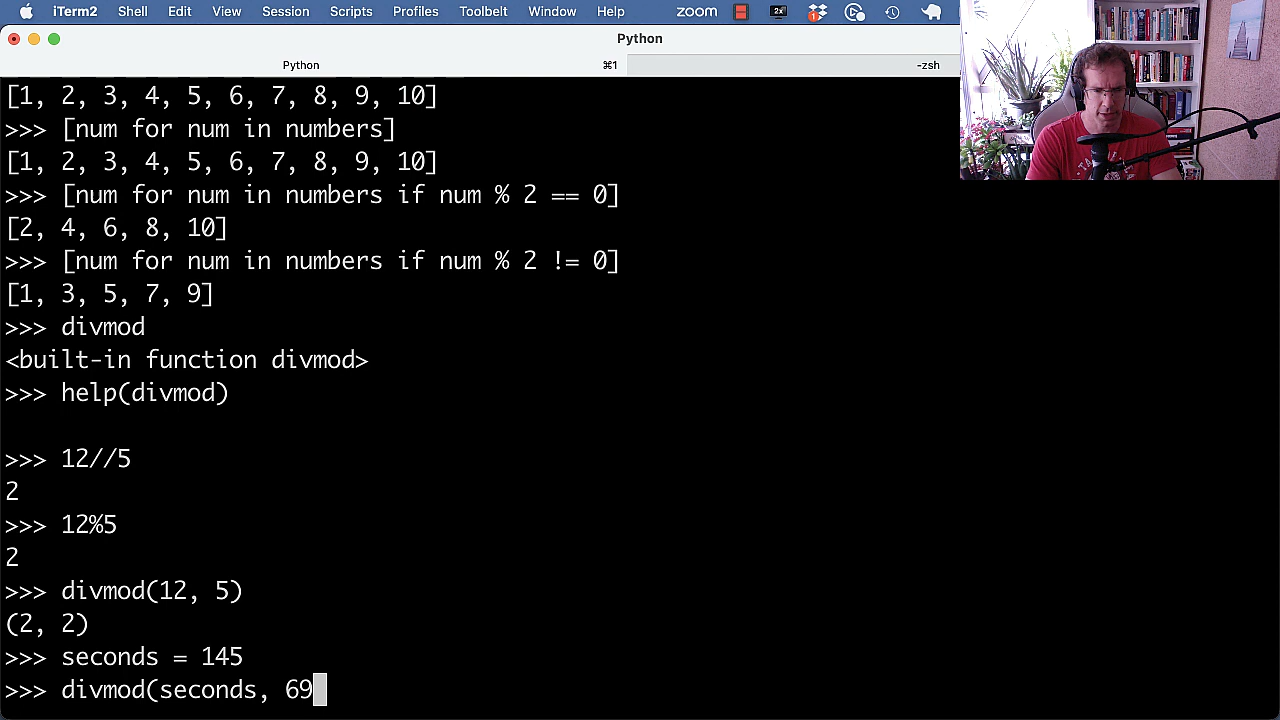 iTerm2 Shell Edit View Session Scripts Profiles Toolbelt Window Help zoom 2x 1
Python
Python ⌘1 -zsh
[1, 2, 3, 4, 5, 6, 7, 8, 9, 10]
>>> [num for num in numbers]
[1, 2, 3, 4, 5, 6, 7, 8, 9, 10]
>>> [num for num in numbers if num % 2 == 0]
[2, 4, 6, 8, 10]
>>> [num for num in numbers if num % 2 != 0]
[1, 3, 5, 7, 9]
>>> divmod
<built-in function divmod>
>>> help(divmod)
>>> 12//5
2
>>> 12%5
2
>>> divmod(12, 5)
(2, 2)
>>> seconds = 145
>>> divmod(seconds, 69